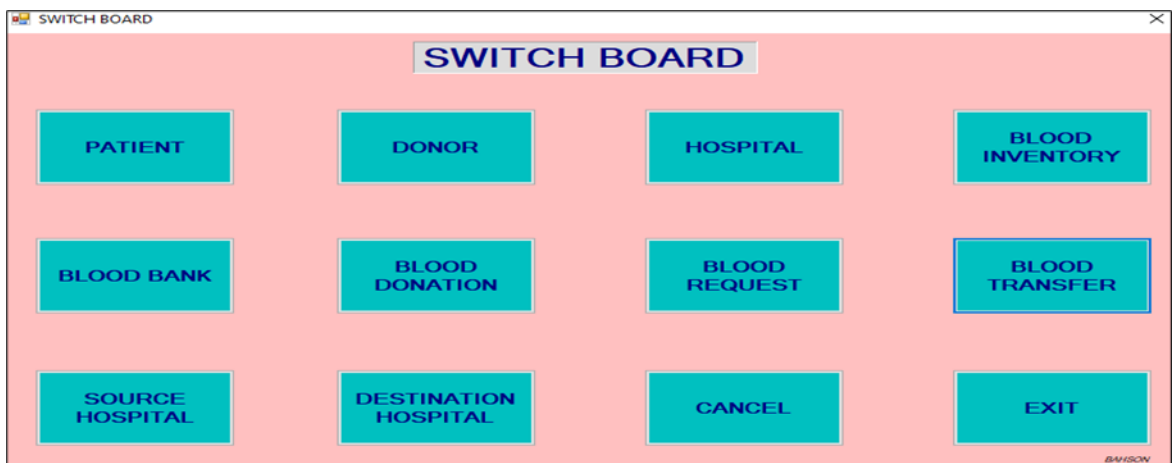 SWITCH BOARD
SWITCH BOARD
PATIENT
DONOR
HOSPITAL
BLOOD
INVENTORY
BLOOD BANK
BLOOD
DONATION
BLOOD
REQUEST
BLOOD
TRANSFER
SOURCE
HOSPITAL
DESTINATION
HOSPITAL
CANCEL
EXIT
BAHSON